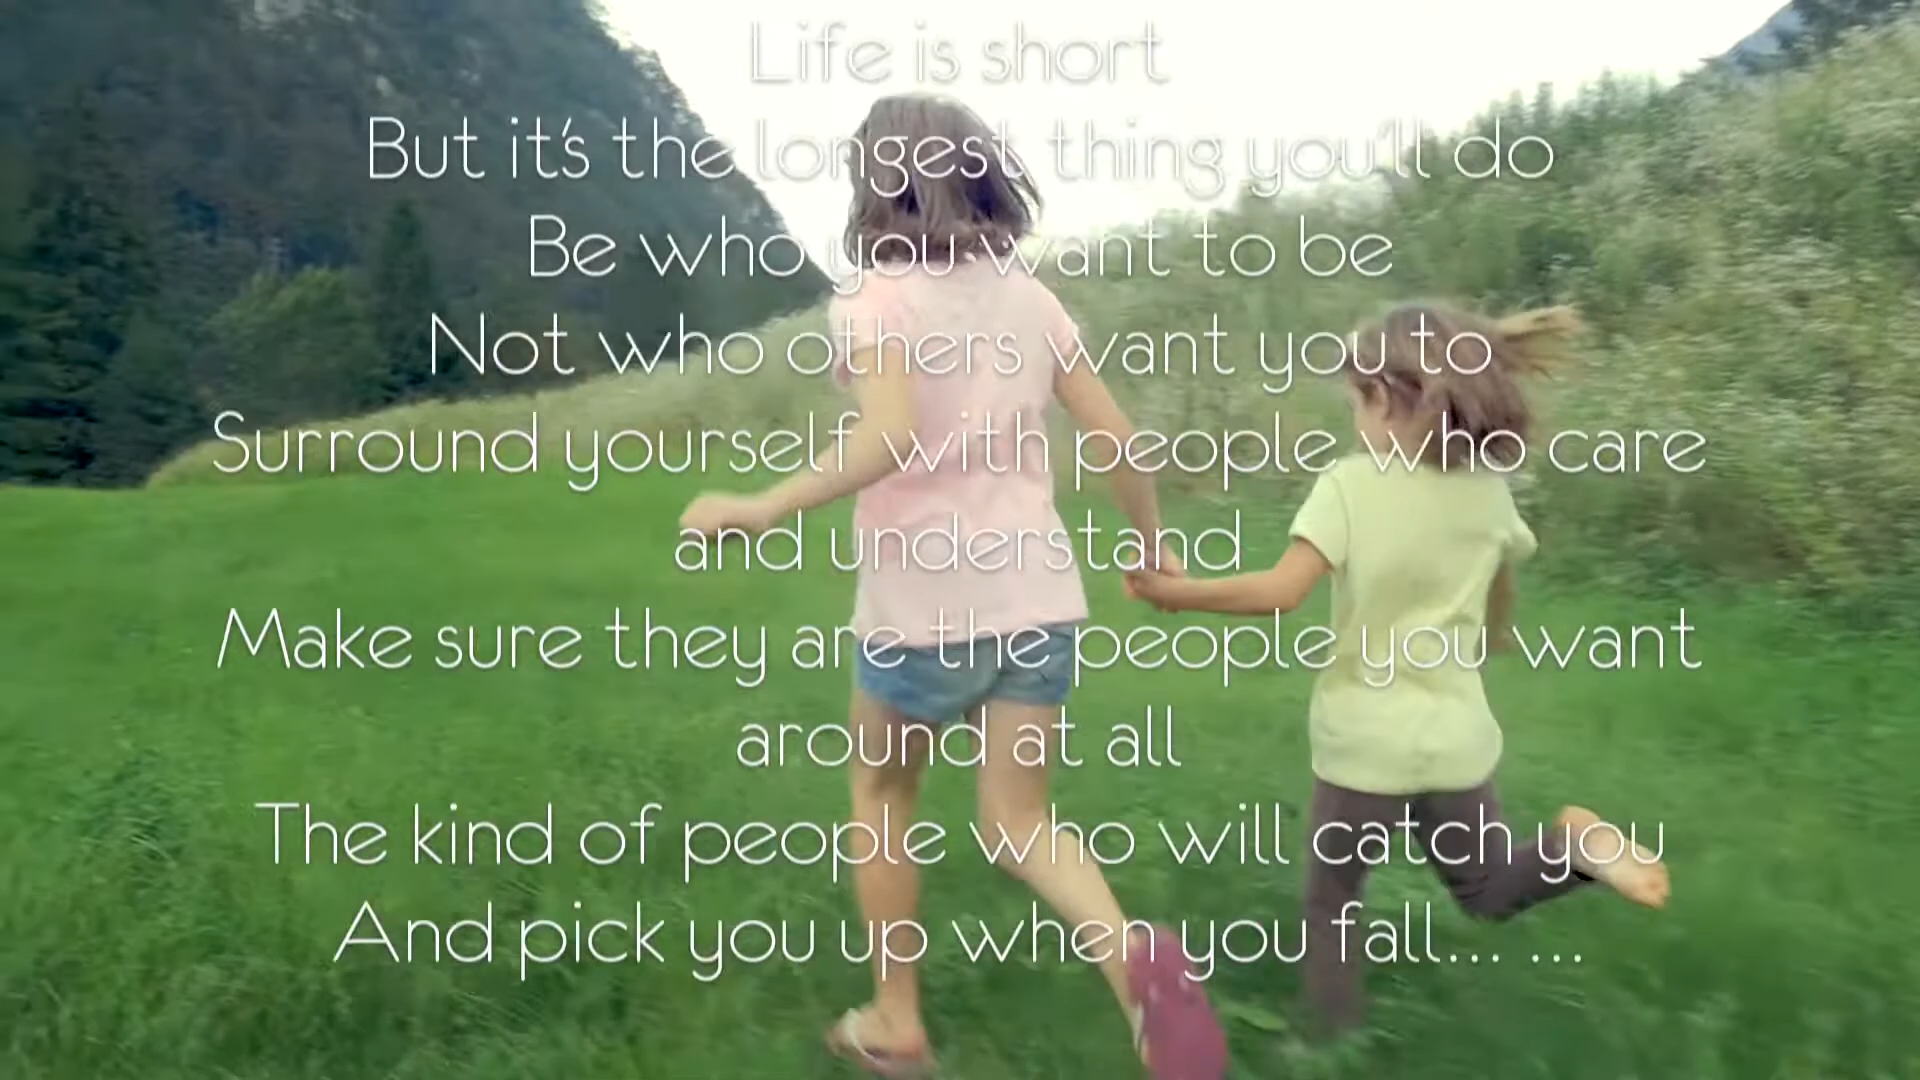 Life is short
But it's the longest thing you'll do
Be who you want to be
Not who others want you to
Surround yourself with people who care
and understand
Make sure they are the people you want
around at all
The kind of people who will catch you
And pick you up when you fall... ...